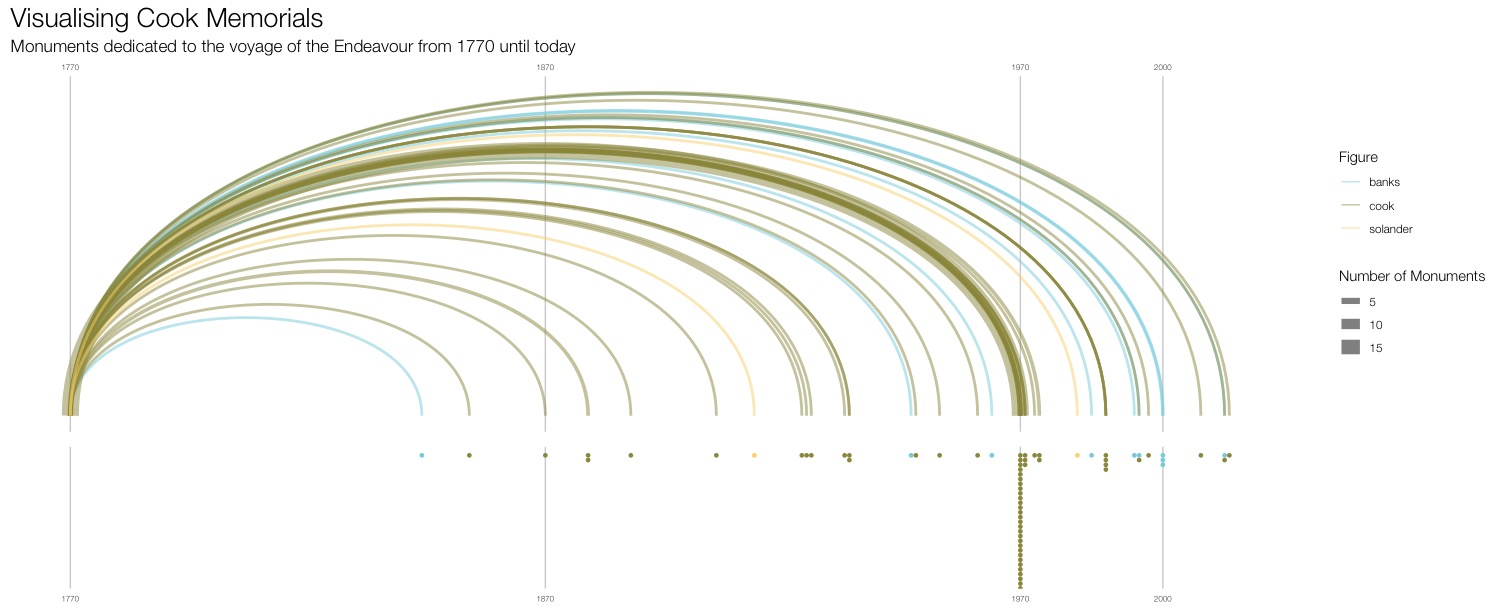 Visualising Cook Memorials
Monuments dedicated to the voyage of the Endeavour from 1770 until today
1770 1870 1970 2000
Figure
banks
cook
solander
Number of Monuments
5
10
15
1770 1870 1970 2000